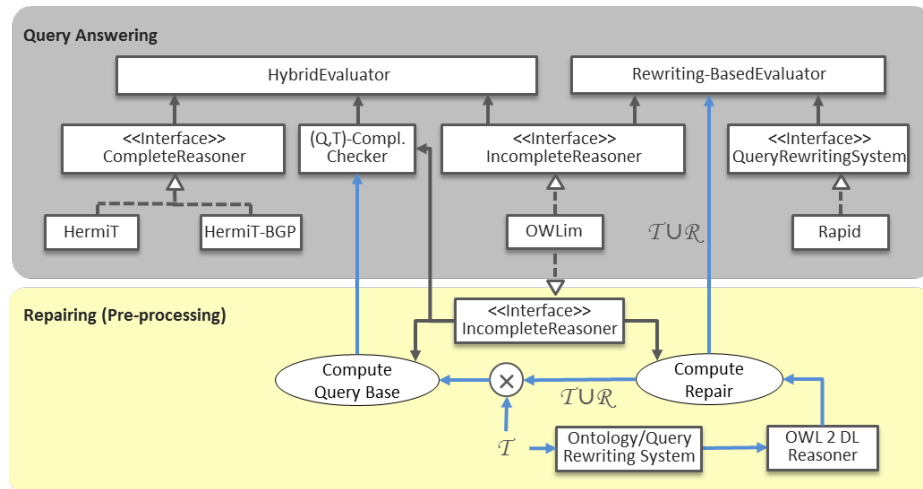 Query Answering
HybridEvaluator
Rewriting-BasedEvaluator
<<Interface>>
CompleteReasoner
(Q,T)-Compl.
Checker
<<Interface>>
IncompleteReasoner
<<Interface>>
QueryRewritingSystem
HermiT
HermiT-BGP
OWLim
𝒯∪ℛ
Rapid
Repairing (Pre-processing)
<<Interface>>
IncompleteReasoner
Compute
Query Base
×
𝒯∪ℛ
Compute
Repair
𝒯
Ontology/Query
Rewriting System
OWL 2 DL
Reasoner